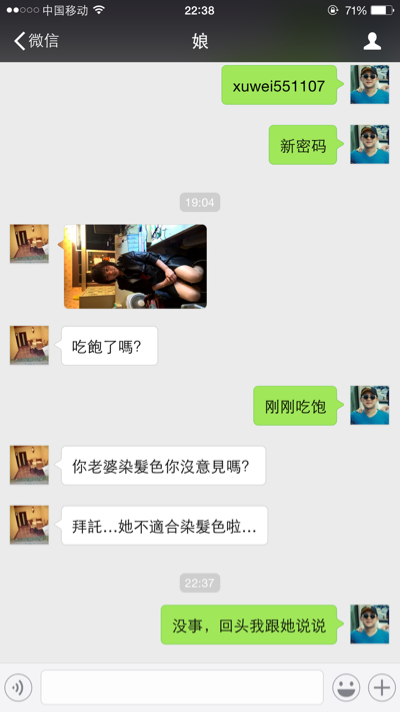 中国移动 22:38 71%
微信 娘
xuwei551107
新密码
19:04
吃飽了嗎？
刚刚吃饱
你老婆染髮色你沒意見嗎？
拜託...她不適合染髮色啦...
22:37
没事，回头我跟她说说